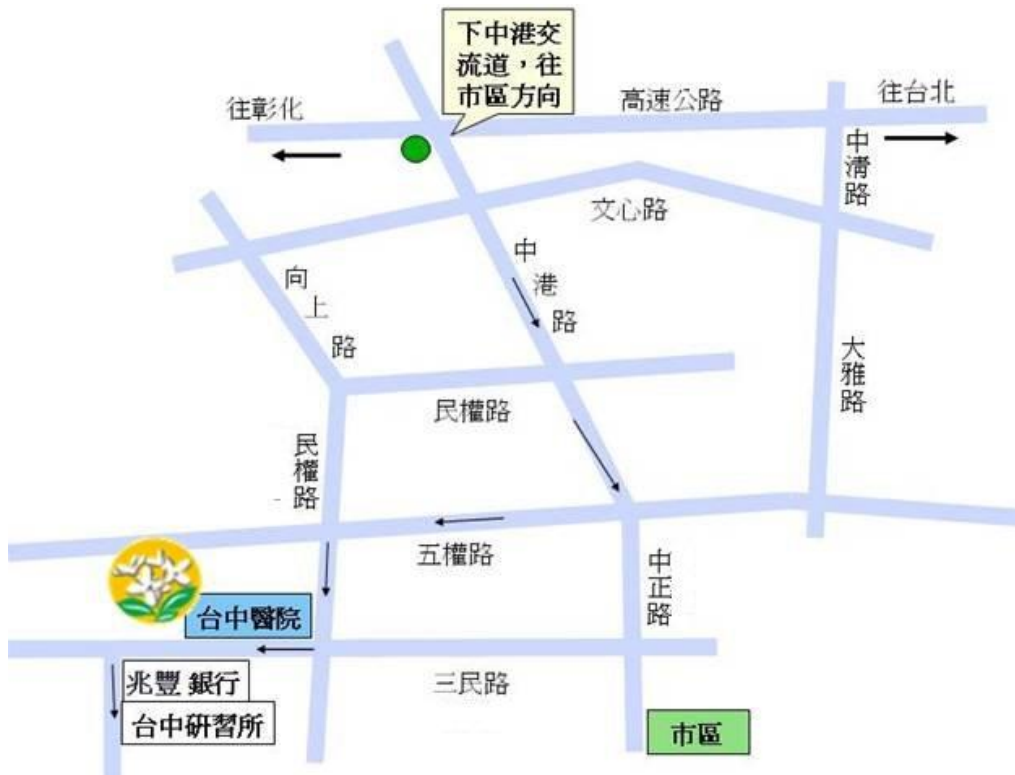 下中港交
流道，往
市區方向
往彰化
高速公路
往台北
中清路
文心路
中港路
向上路
大雅路
民權路
民權路
五權路
中正路
台中醫院
三民路
兆豐 銀行
台中研習所
市區